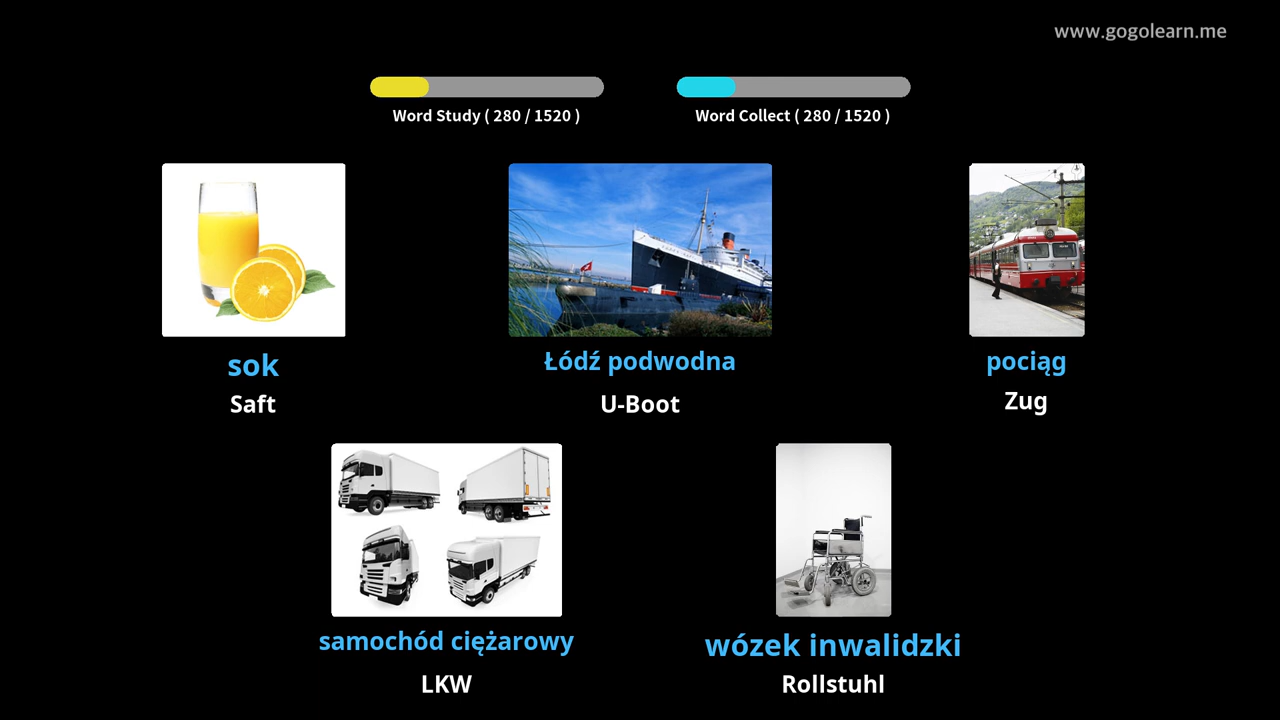 www.gogolearn.me
Word Study ( 280 / 1520 )
Word Collect ( 280 / 1520 )
sok
Saft
Łódź podwodna
U-Boot
pociąg
Zug
samochód ciężarowy
LKW
wózek inwalidzki
Rollstuhl